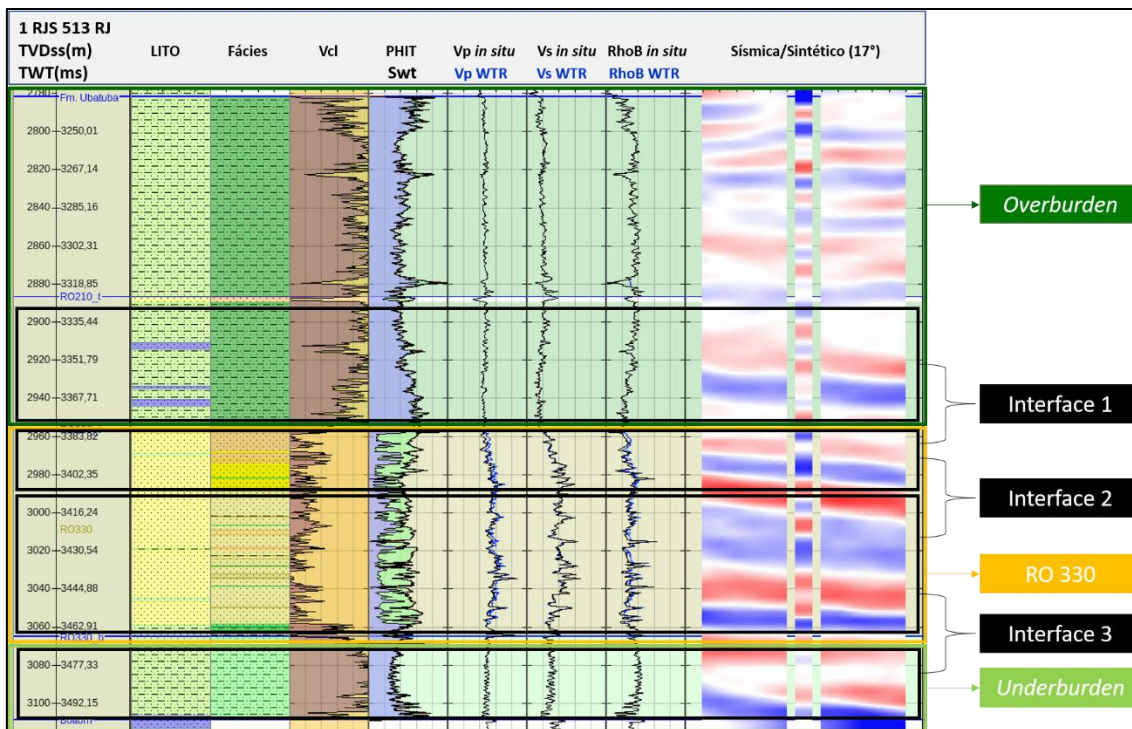 1 RJS 513 RJ
TVDss(m)
TWT(ms)
LITO
Fácies
Vcl
PHIT
Swt
Vp in situ
Vp WTR
Vs in situ
Vs WTR
RhoB in situ
RhoB WTR
Sísmica/Sintético (17°)
2780
Fm. Ubatuba
2800 3250,01
2820 3267,14
2840 3285,16
2860 3302,31
2880 3318,85
RO210_t
2900 3335,44
2920 3351,79
2940 3367,71
2960 3383,82
2980 3402,35
3000 3416,24
RO330
3020 3430,54
3040 3444,88
3060 3462,91
RO330_b
3080 3477,33
3100 3492,15
Bottom
Overburden
Interface 1
Interface 2
RO 330
Interface 3
Underburden